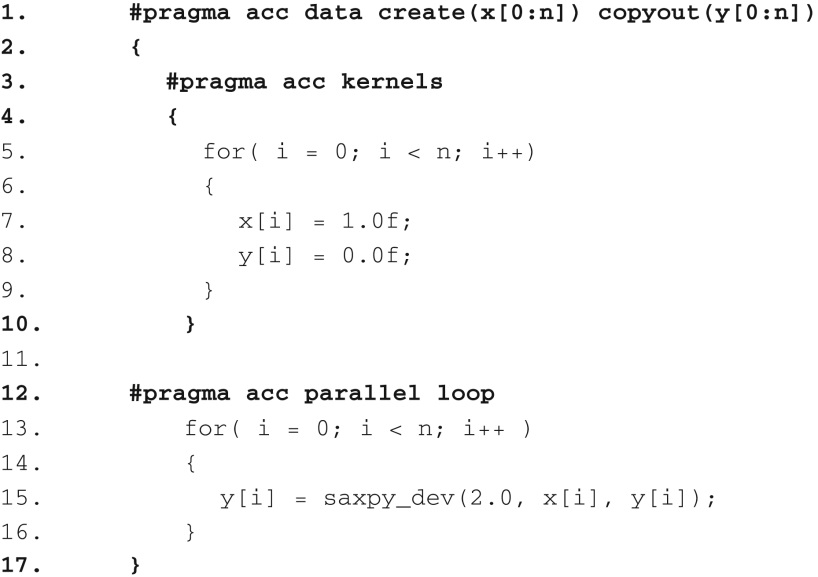 1. #pragma acc data create(x[0:n]) copyout(y[0:n])
2. {
3. #pragma acc kernels
4. {
5. for( i = 0; i < n; i++)
6. {
7. x[i] = 1.0f;
8. y[i] = 0.0f;
9. }
10. }
11.
12. #pragma acc parallel loop
13. for( i = 0; i < n; i++ )
14. {
15. y[i] = saxpy_dev(2.0, x[i], y[i]);
16. }
17. }